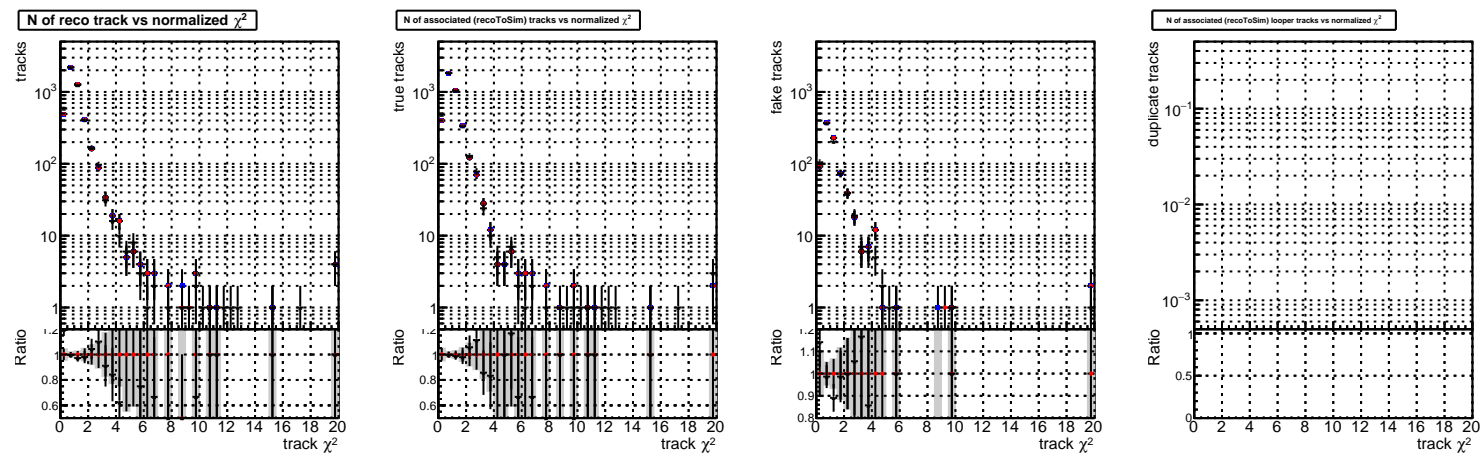 N of reco track vs normalized χ²
tracks
10³
10²
10
1
1.2
1
0.8
0.6
Ratio
0 2 4 6 8 10 12 14 16 18 20
track χ²
N of associated (recoToSim) tracks vs normalized χ²
true tracks
10³
10²
10
1
1.2
1
0.8
0.6
Ratio
0 2 4 6 8 10 12 14 16 18 20
track χ²
fake tracks
10³
10²
10
1
1.1
1
0.9
0.8
Ratio
0 2 4 6 8 10 12 14 16 18 20
track χ²
N of associated (recoToSim) looper tracks vs normalized χ²
duplicate tracks
10⁻¹
10⁻²
10⁻³
1
0.5
0
Ratio
0 2 4 6 8 10 12 14 16 18 20
track χ²